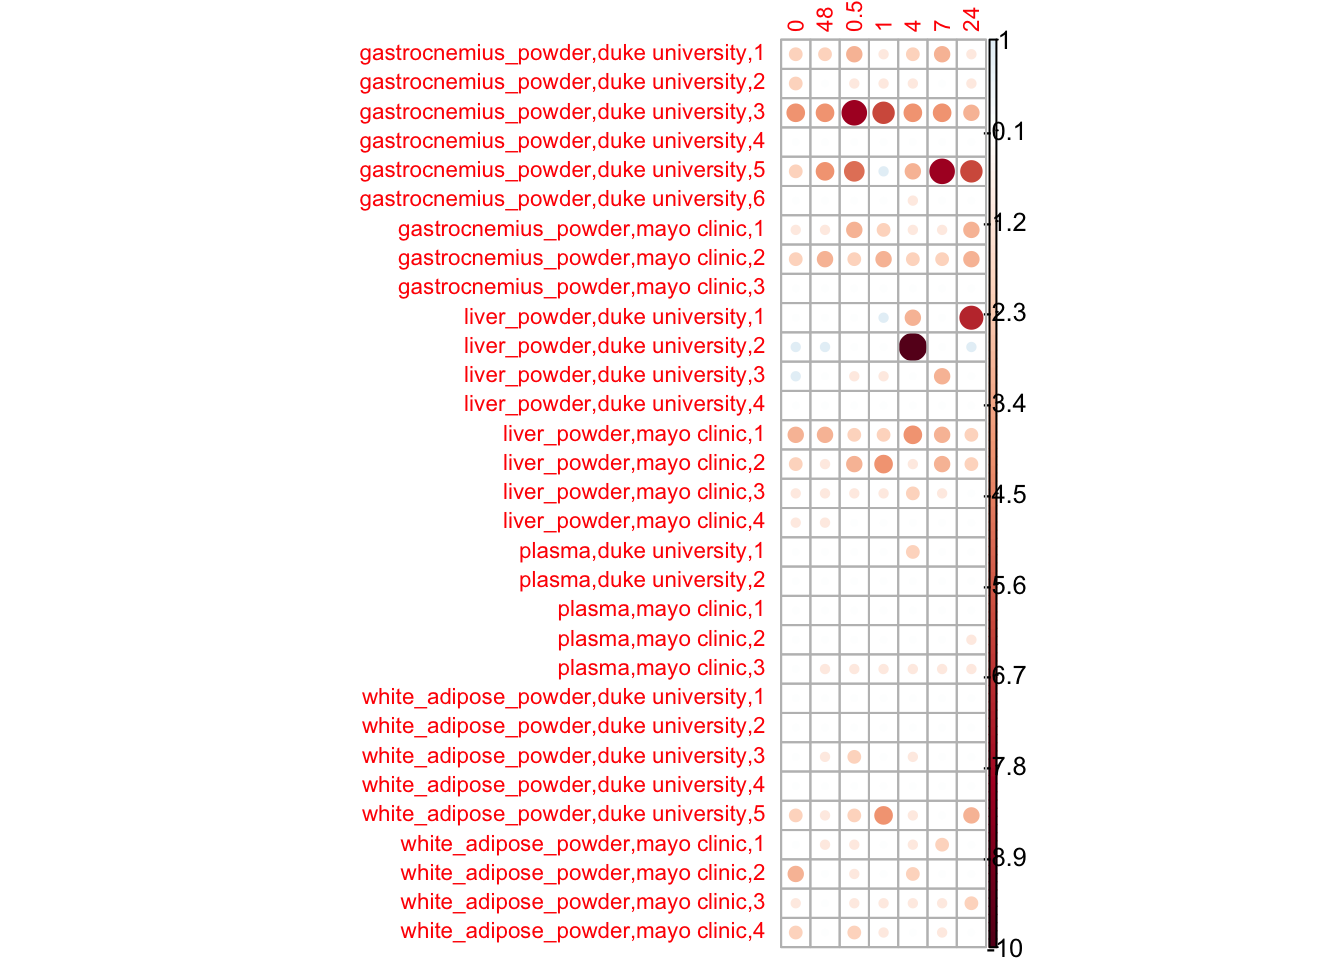 0 48 0.5 1 4 7 24
gastrocnemius_powder,duke university,1
gastrocnemius_powder,duke university,2
gastrocnemius_powder,duke university,3
gastrocnemius_powder,duke university,4
gastrocnemius_powder,duke university,5
gastrocnemius_powder,duke university,6
gastrocnemius_powder,mayo clinic,1
gastrocnemius_powder,mayo clinic,2
gastrocnemius_powder,mayo clinic,3
liver_powder,duke university,1
liver_powder,duke university,2
liver_powder,duke university,3
liver_powder,duke university,4
liver_powder,mayo clinic,1
liver_powder,mayo clinic,2
liver_powder,mayo clinic,3
liver_powder,mayo clinic,4
plasma,duke university,1
plasma,duke university,2
plasma,mayo clinic,1
plasma,mayo clinic,2
plasma,mayo clinic,3
white_adipose_powder,duke university,1
white_adipose_powder,duke university,2
white_adipose_powder,duke university,3
white_adipose_powder,duke university,4
white_adipose_powder,duke university,5
white_adipose_powder,mayo clinic,1
white_adipose_powder,mayo clinic,2
white_adipose_powder,mayo clinic,3
white_adipose_powder,mayo clinic,4
1
-0.1
-1.2
-2.3
-3.4
-4.5
-5.6
-6.7
-7.8
-8.9
-10